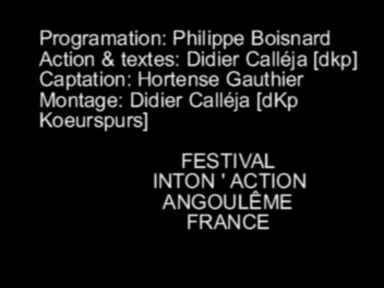 Programation: Philippe Boisnard
Action & textes: Didier Calléja [dkp]
Captation: Hortense Gauthier
Montage: Didier Calléja [dKp
Koeurspurs]
FESTIVAL
INTON ' ACTION
ANGOULÊME
FRANCE